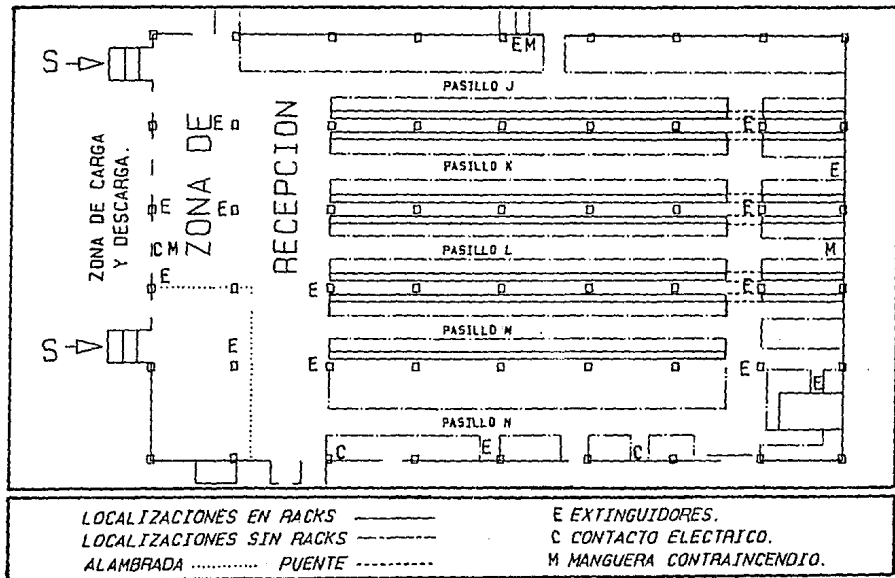 E M
S
PASILLO J
ZONA DE CARGA
Y DESCARGA.
ZONA DE
RECEPCION
E
E
PASILLO K
E
E
E
E
C M
PASILLO L
M
E
E
E
S
PASILLO M
E
E
E
E
PASILLO N
C
E
C
LOCALIZACIONES EN RACKS
LOCALIZACIONES SIN RACKS
ALAMBRADA PUENTE
E EXTINGUIDORES.
C CONTACTO ELECTRICO.
M MANGUERA CONTRAINCENDIO.